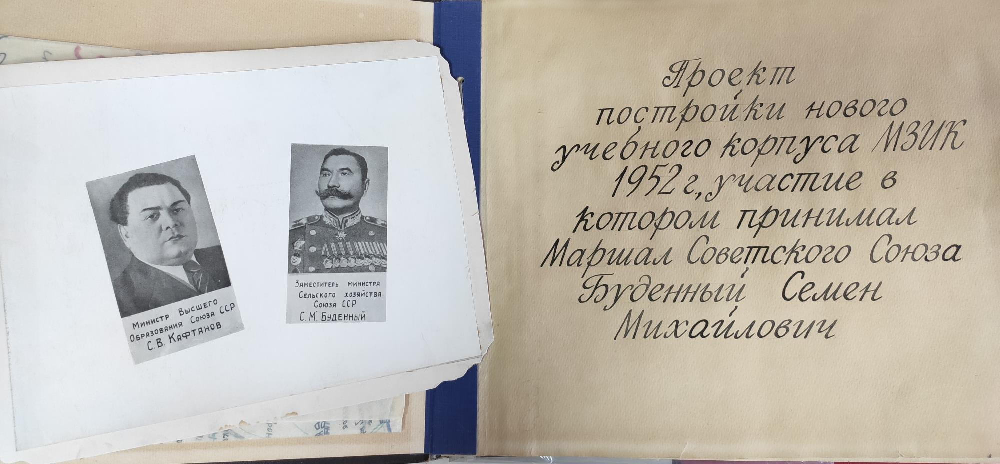 Министр Высшего
Образования Союза ССР
С. В. Кафтанов
Заместитель министра
Сельского хозяйства
Союза ССР
С. М. Буденный
Проект
постройки нового
учебного корпуса МЗИК
1952 г., участие в
котором принимал
Маршал Советского Союза
Буденный Семен
Михайлович